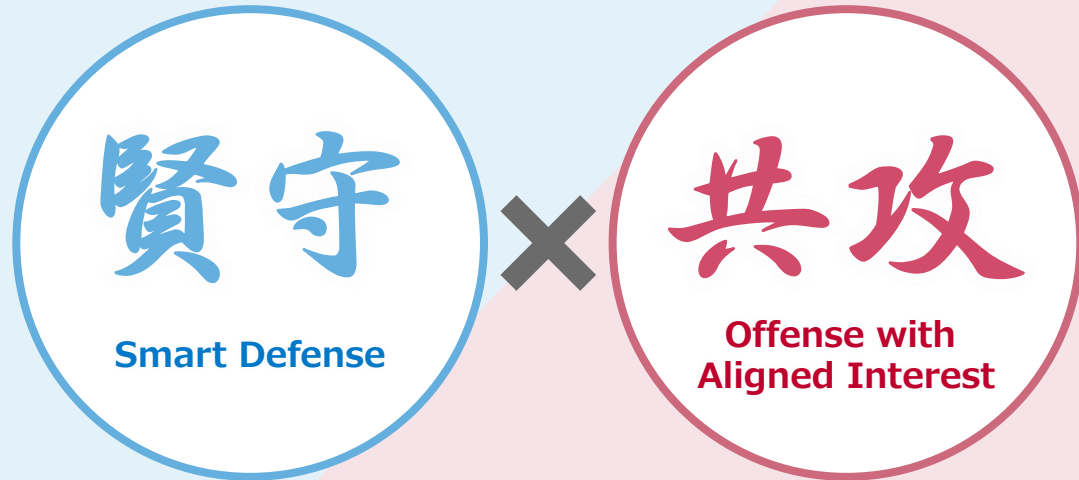 賢守
Smart Defense
×
共攻
Offense with
Aligned Interest